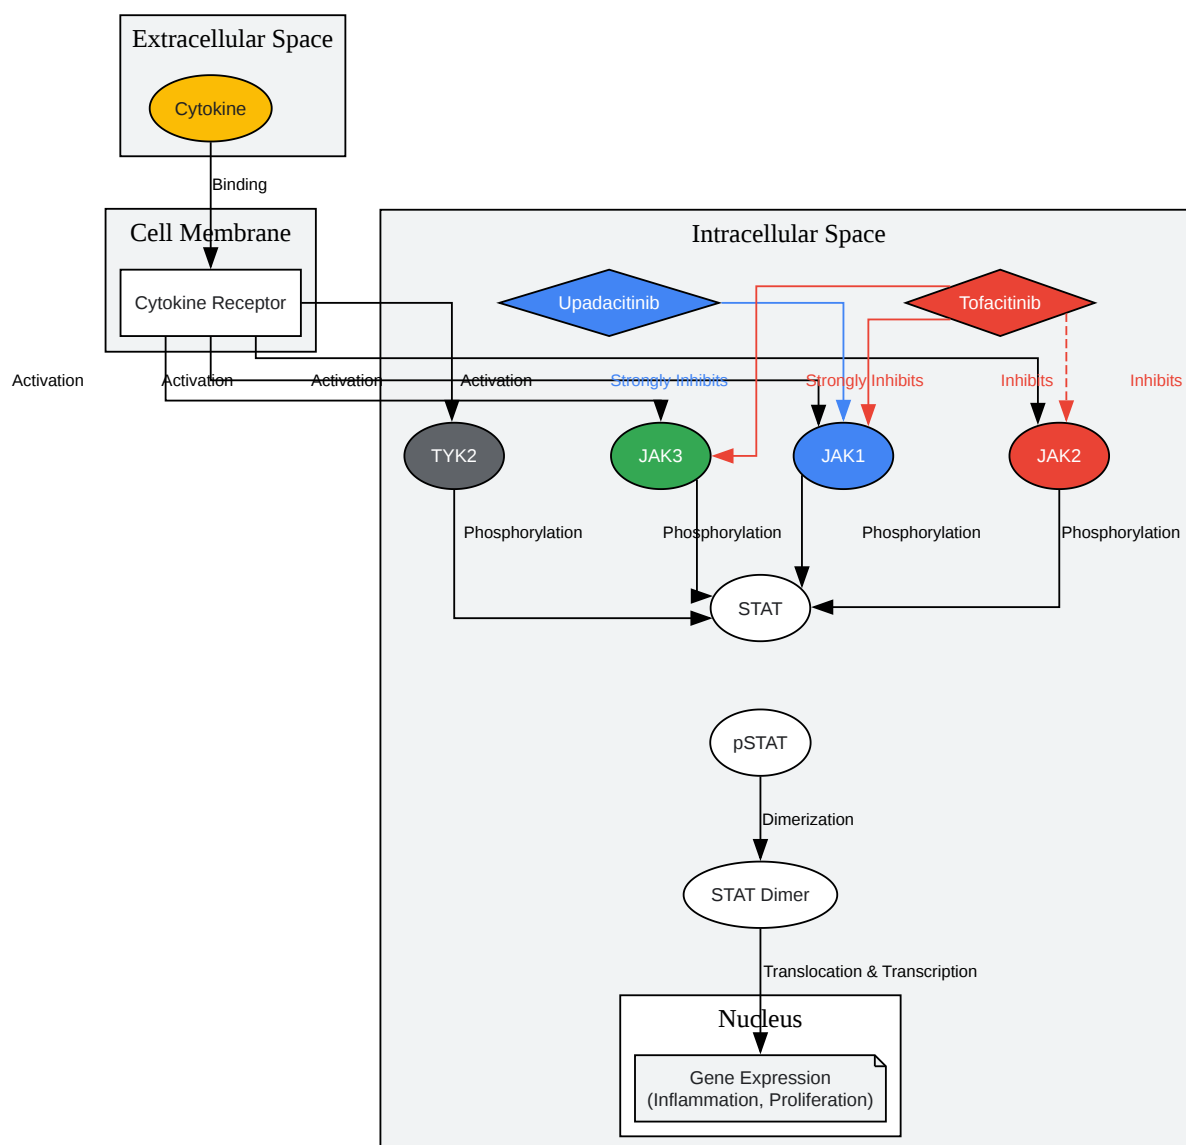 Extracellular Space
Cytokine
Binding
Cell Membrane
Intracellular Space
Cytokine Receptor
Upadacitinib
Tofacitinib
Activation
Activation
Activation
Activation
Strongly Inhibits
Strongly Inhibits
Inhibits
Inhibits
TYK2
JAK3
JAK1
JAK2
Phosphorylation
Phosphorylation
Phosphorylation
Phosphorylation
STAT
pSTAT
Dimerization
STAT Dimer
Translocation & Transcription
Nucleus
Gene Expression
(Inflammation, Proliferation)